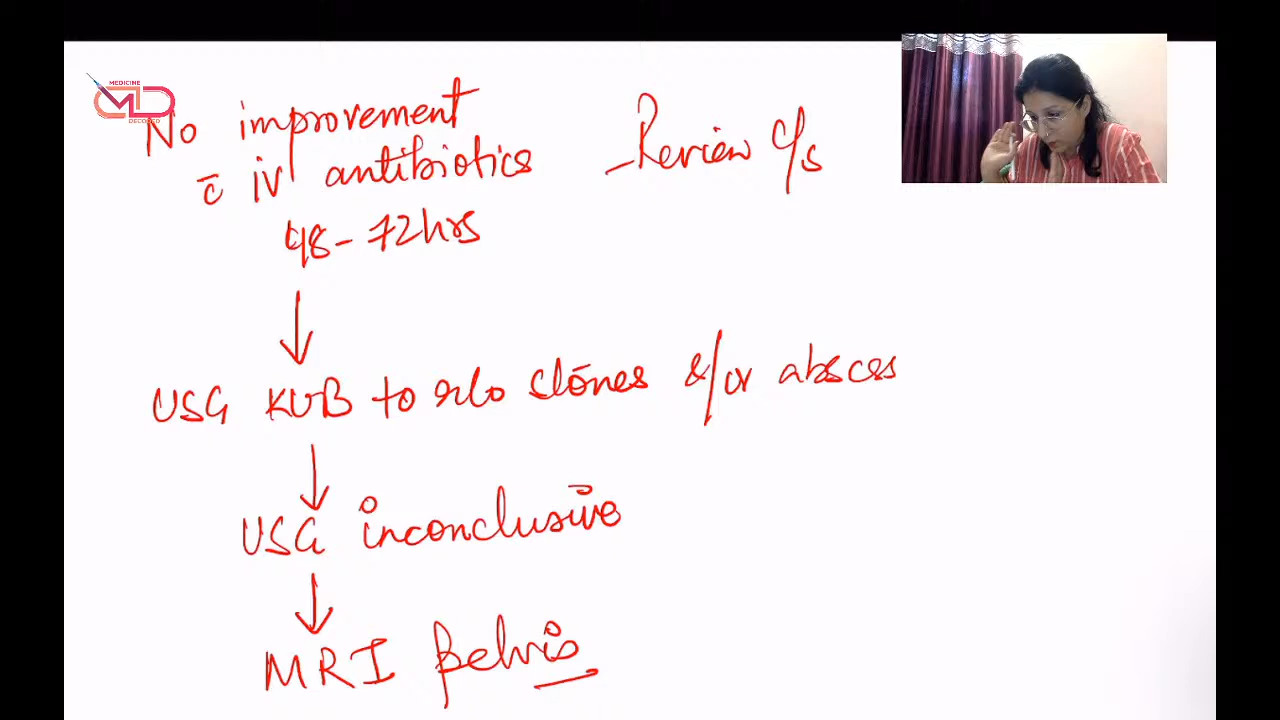 MEDICINE
MD
DECODED
No improvement
c̄ iv antibiotics
48-72hrs
-Review c/s
↓
USG KUB to r/o stones &/or abscess
↓
USG inconclusive
↓
MRI pelvis